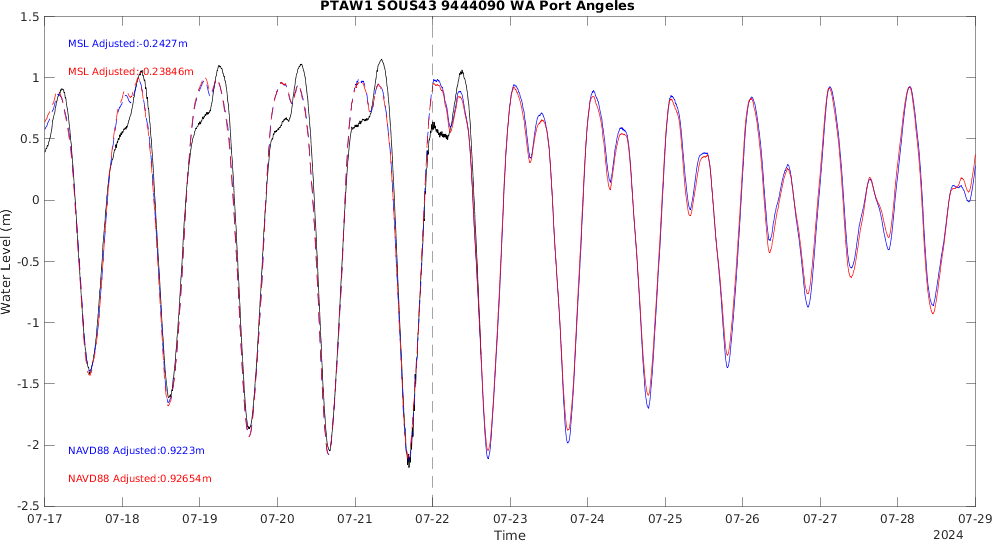 PTAW1 SOUS43 9444090 WA Port Angeles
1.5
1
0.5
0
-0.5
-1
-1.5
-2
-2.5
Water Level (m)
MSL Adjusted:-0.2427m
MSL Adjusted:-0.23846m
NAVD88 Adjusted:0.9223m
NAVD88 Adjusted:0.92654m
07-17 07-18 07-19 07-20 07-21 07-22 07-23 07-24 07-25 07-26 07-27 07-28 07-29
Time
2024